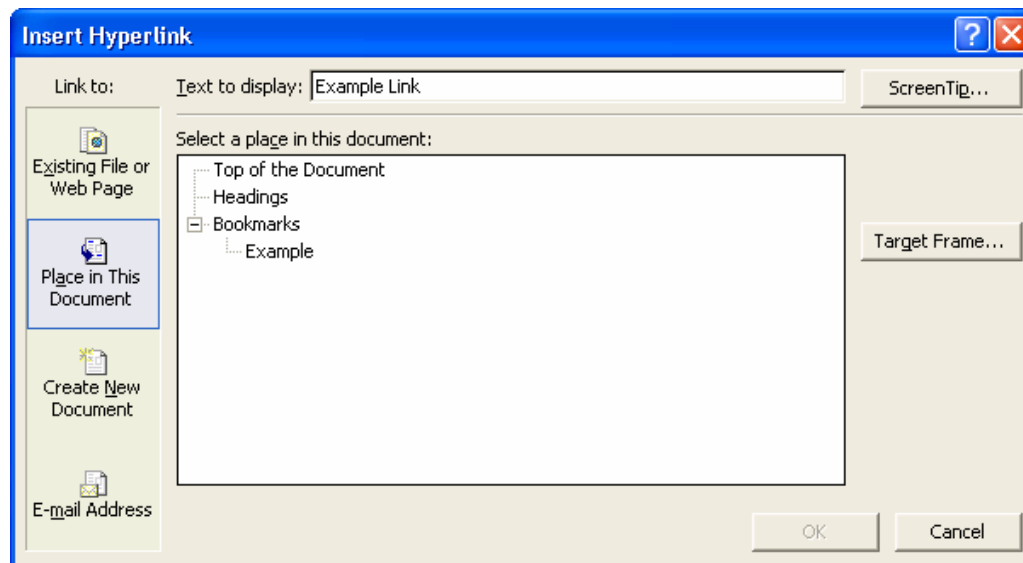 Insert Hyperlink
Link to:
Text to display: Example Link
ScreenTip...
Existing File or
Web Page
Select a place in this document:
Top of the Document
Headings
Bookmarks
Example
Place in This
Document
Target Frame...
Create New
Document
E-mail Address
OK
Cancel